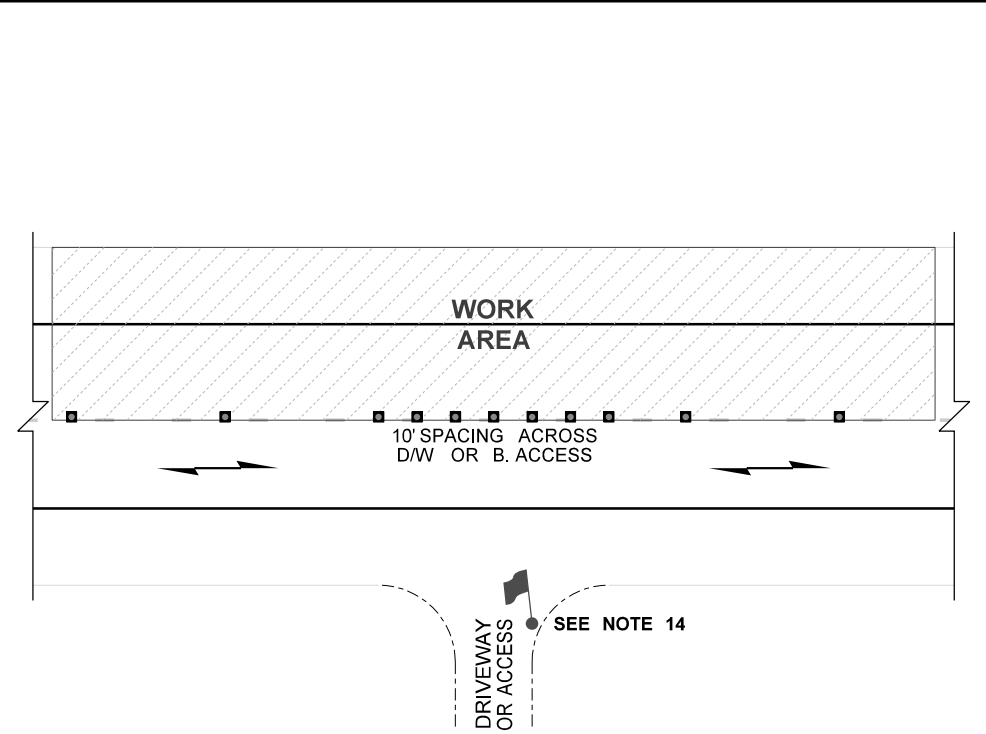 WORK
AREA
10' SPACING ACROSS
D/W OR B. ACCESS
SEE NOTE 14
DRIVEWAY
OR ACCESS